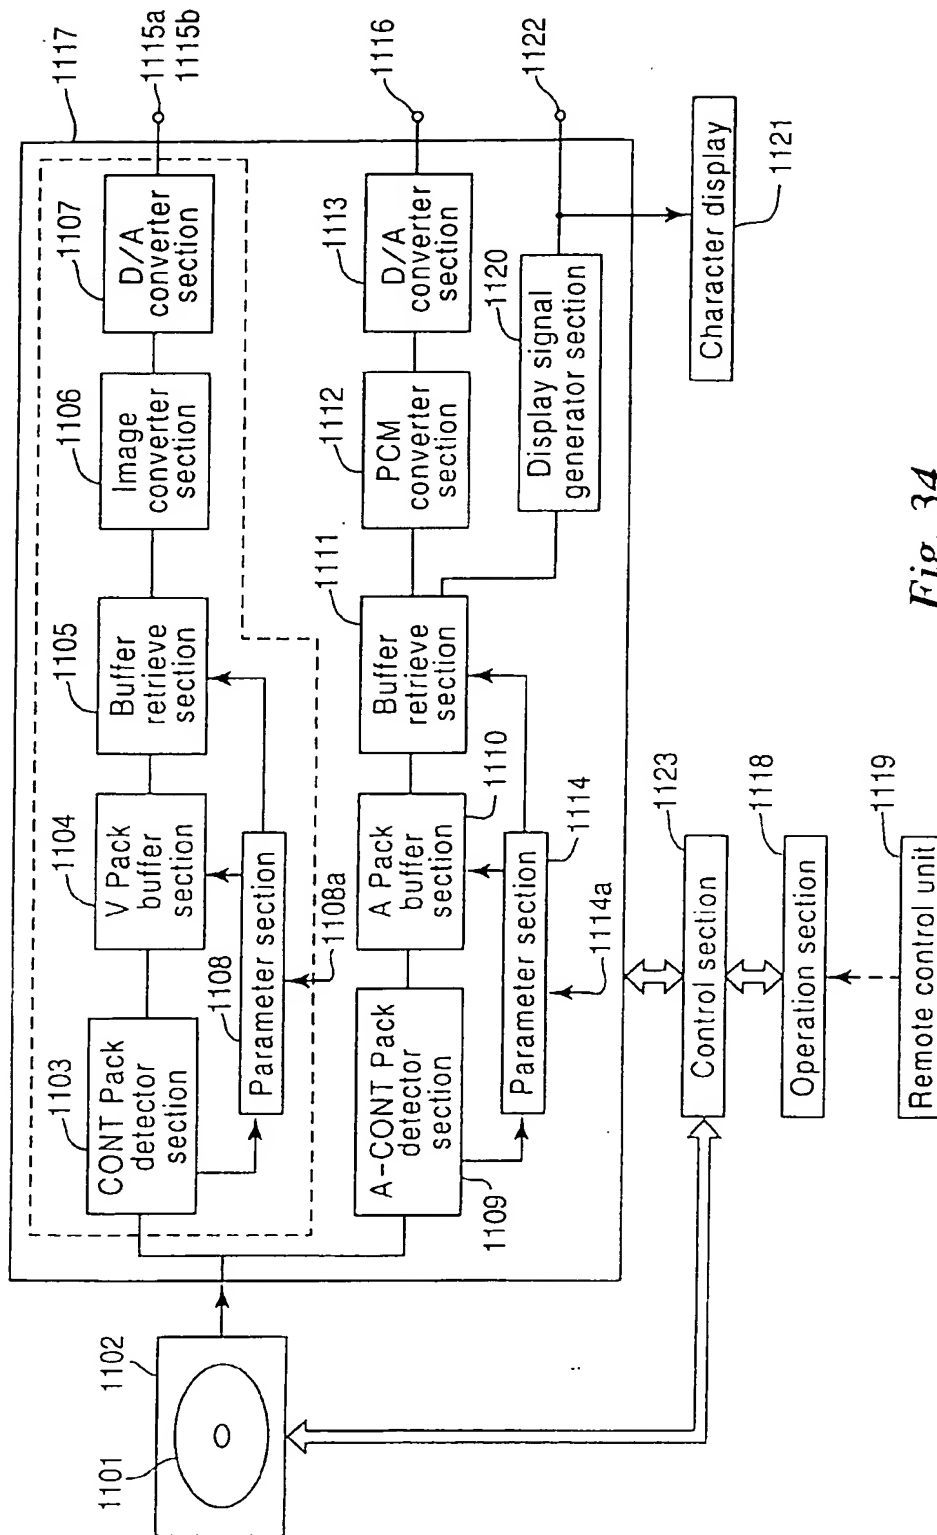 1101
1102
1117
1103
CONT Pack
detector
section
1104
V Pack
buffer
section
1105
Buffer
retrieve
section
1106
Image
converter
section
1107
D/A
converter
section
1115a
1115b
1108
Parameter section
1108a
1109
A-CONT Pack
detector
section
1110
A Pack
buffer
section
1111
Buffer
retrieve
section
1112
PCM
converter
section
1113
D/A
converter
section
1116
1114
Parameter section
1114a
1120
Display signal
generator section
1122
Character display
1121
1123
Control section
1118
Operation section
1119
Remote control unit
Fig. 34